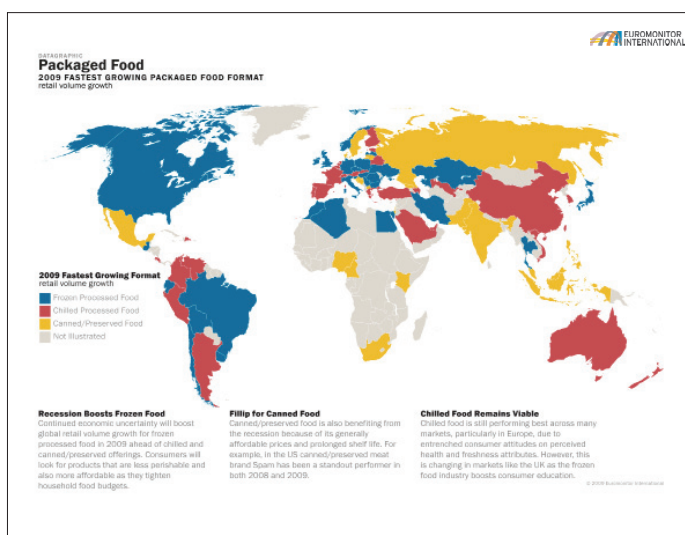 EUROMONITOR
INTERNATIONAL
DATAGRAPHIC
Packaged Food
2009 FASTEST GROWING PACKAGED FOOD FORMAT
retail volume growth
2009 Fastest Growing Format
retail volume growth
Frozen Processed Food
Chilled Processed Food
Canned/Preserved Food
Not Illustrated
Recession Boosts Frozen Food
Continued economic uncertainty will boost
global retail volume growth for frozen
processed food in 2009 ahead of chilled and
canned/preserved offerings. Consumers will
look for products that are less perishable and
also more affordable as they tighten
household food budgets.
Fillip for Canned Food
Canned/preserved food is also benefiting from
the recession because of its generally
affordable prices and prolonged shelf life. For
example, in the US canned/preserved meat
brand Spam has been a standout performer in
both 2008 and 2009.
Chilled Food Remains Viable
Chilled food is still performing best across many
markets, particularly in Europe, due to
entrenched consumer attitudes on perceived
health and freshness attributes. However, this
is changing in markets like the UK as the frozen
food industry boosts consumer education.
© 2009 Euromonitor International